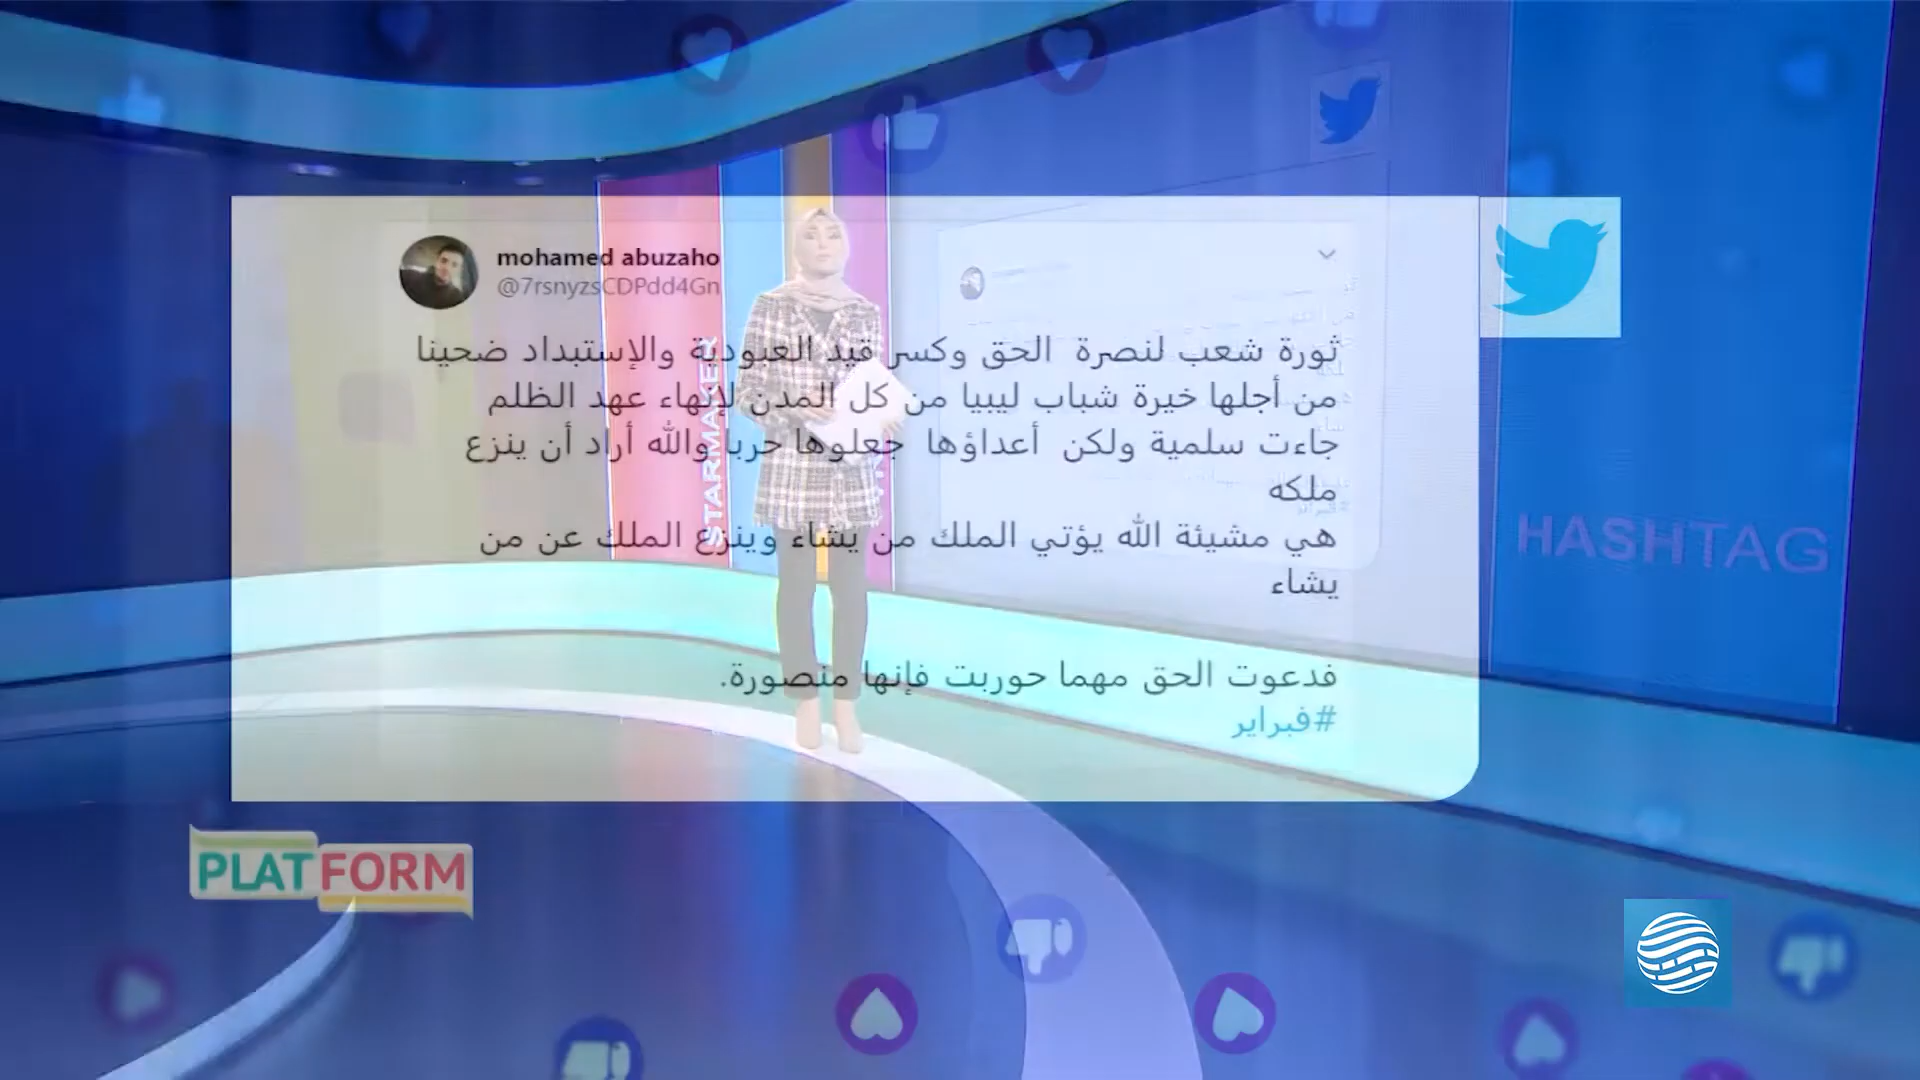 mohamed abuzaho
@7rsnyzsCDPdd4Gn
ثورة شعب لنصرة الحق وكسر قيد العبودية والإستبداد ضحينا
من أجلها خيرة شباب ليبيا من كل المدن لإنهاء عهد الظلم
جاءت سلمية ولكن أعداؤها جعلوها حربا والله أراد أن ينزع
ملكه
هي مشيئة الله يؤتي الملك من يشاء وينزع الملك عن من
يشاء
فدعوت الحق مهما حوربت فإنها منصورة.
#فبراير
STARMAKER
HASHTAG
PLATFORM